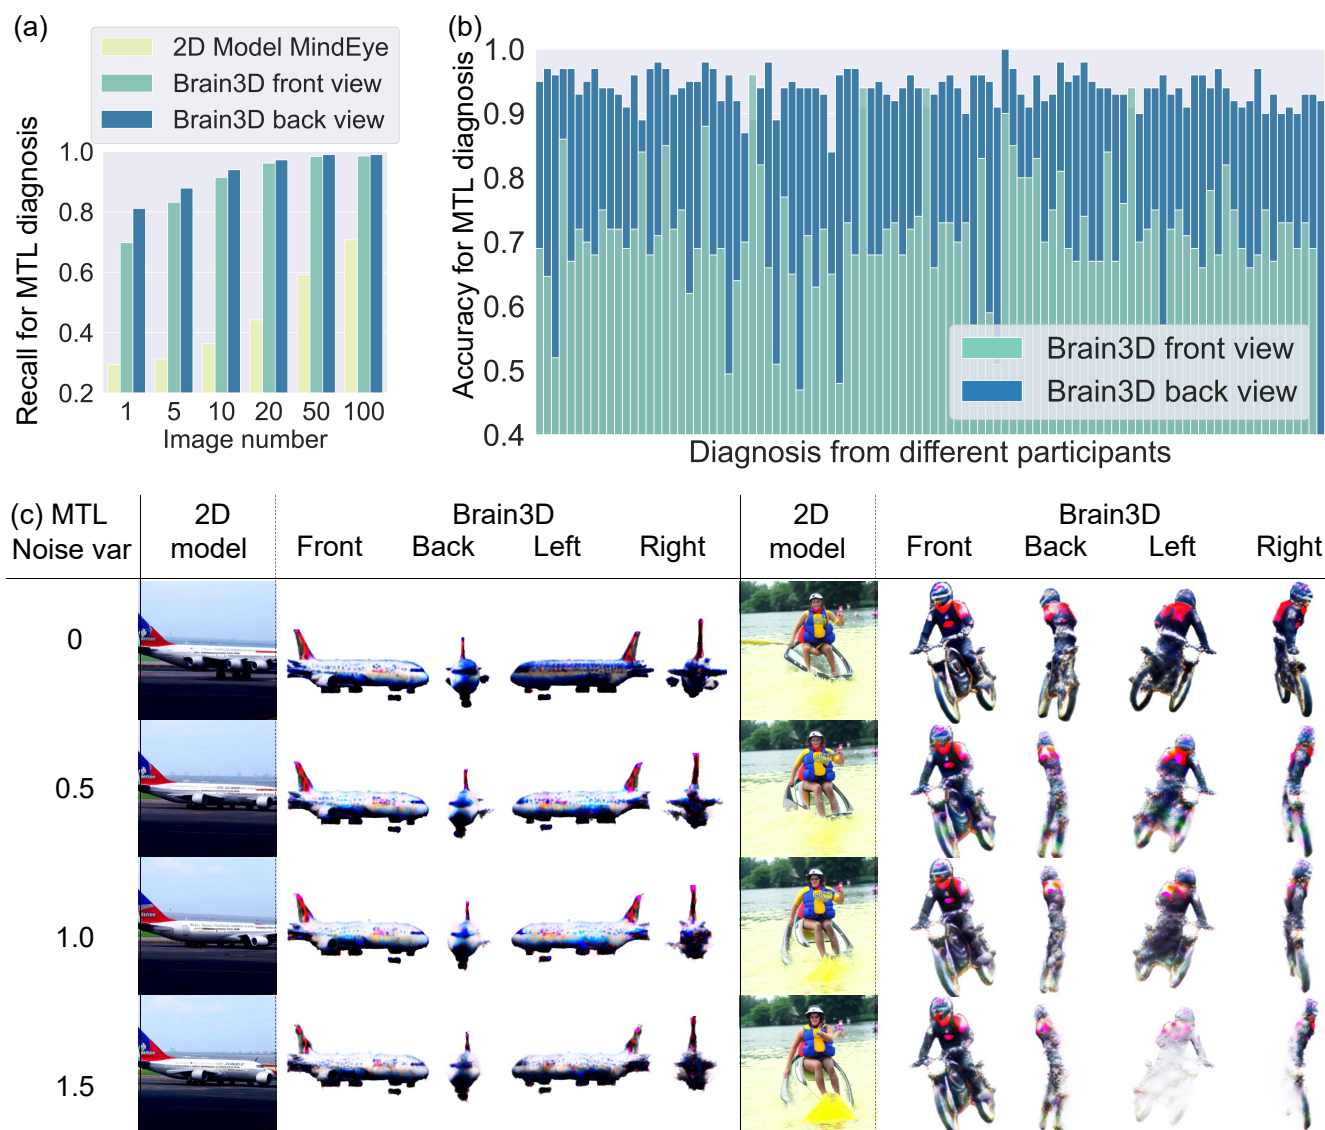 (a)
2D Model MindEye
Brain3D front view
Brain3D back view
Recall for MTL diagnosis
1.0
0.8
0.6
0.4
0.2
1 5 10 20 50 100
Image number
(b)
Accuracy for MTL diagnosis
1.0
0.9
0.8
0.7
0.6
0.5
0.4
Brain3D front view
Brain3D back view
Diagnosis from different participants
(c) MTL
Noise var
2D
model
Brain3D
Front Back Left Right
2D
model
Brain3D
Front Back Left Right
0
0.5
1.0
1.5